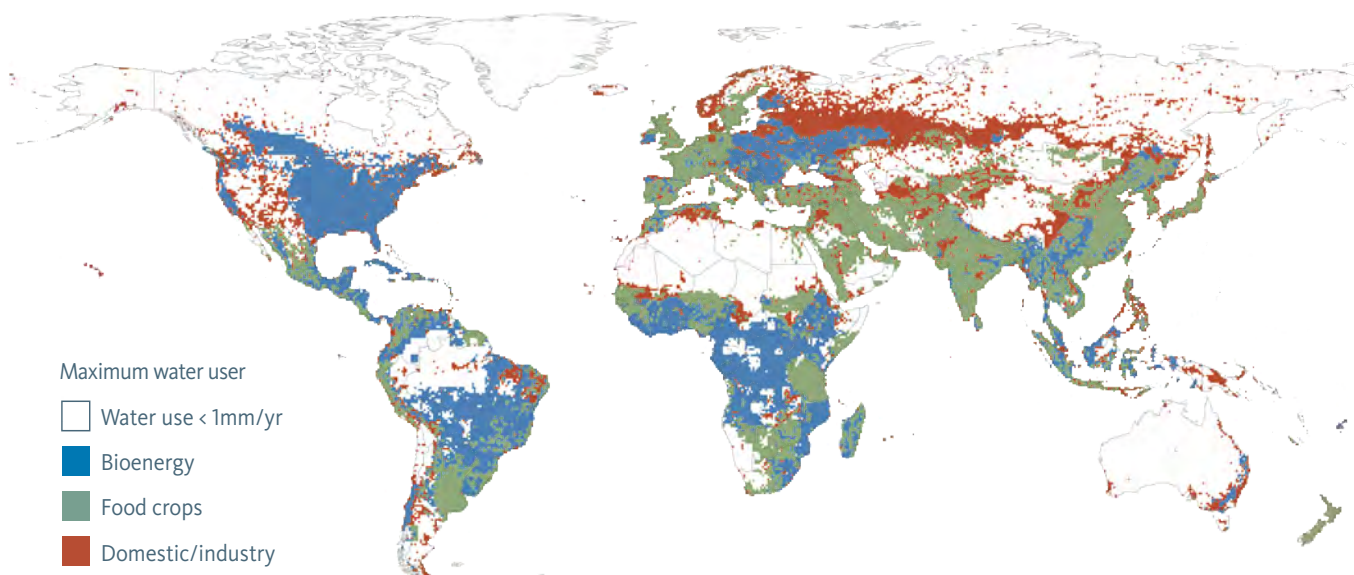 Maximum water user
Water use < 1mm/yr
Bioenergy
Food crops
Domestic/industry